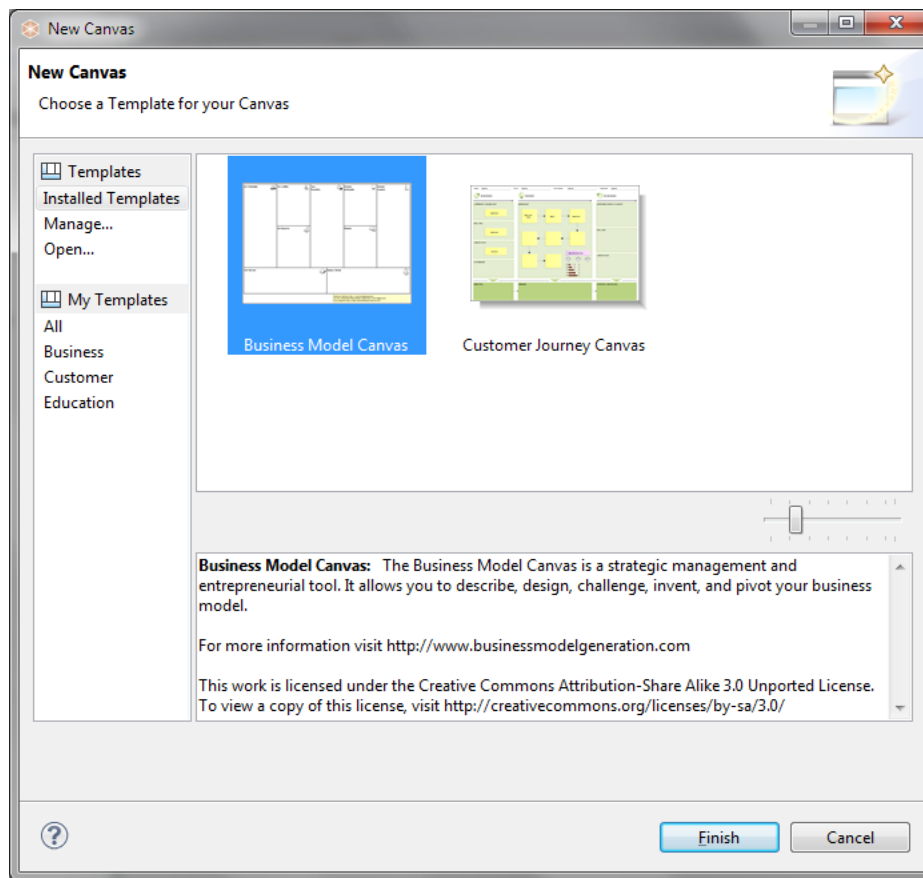 New Canvas
New Canvas
Choose a Template for your Canvas
Templates
Installed Templates
Manage...
Open...
My Templates
All
Business
Customer
Education
Business Model Canvas
Customer Journey Canvas
Business Model Canvas:   The Business Model Canvas is a strategic management and
entrepreneurial tool. It allows you to describe, design, challenge, invent, and pivot your business
model.
For more information visit http://www.businessmodelgeneration.com
This work is licensed under the Creative Commons Attribution-Share Alike 3.0 Unported License.
To view a copy of this license, visit http://creativecommons.org/licenses/by-sa/3.0/
?
Finish
Cancel